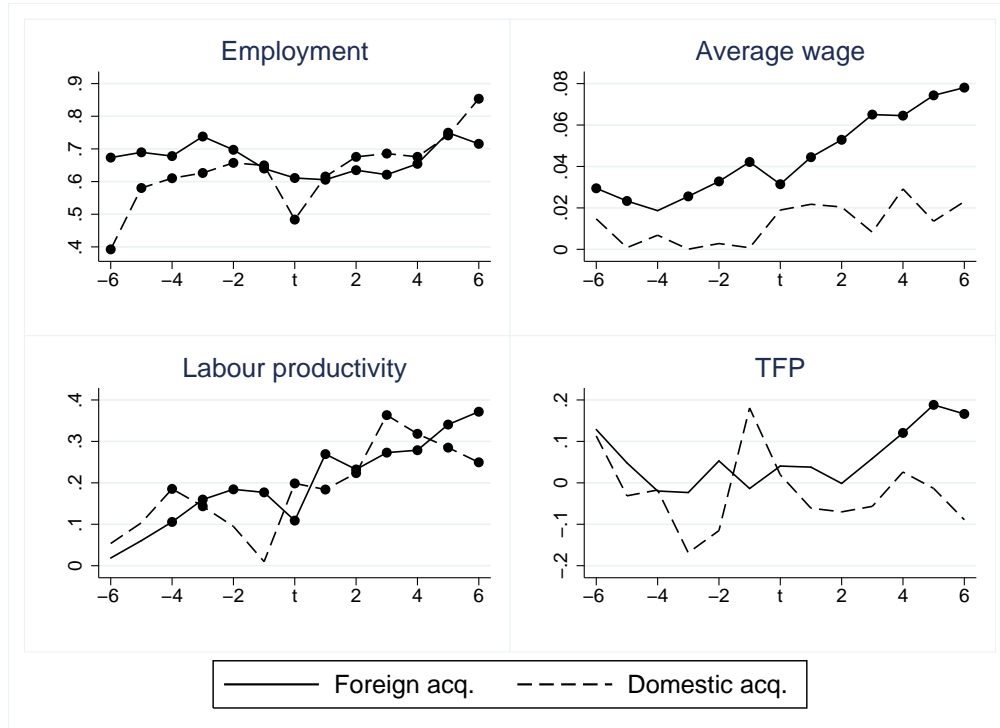 Employment
.9
.8
.7
.6
.5
.4
−6 −4 −2 t 2 4 6
Average wage
.08
.06
.04
.02
0
−6 −4 −2 t 2 4 6
Labour productivity
.4
.3
.2
.1
0
−6 −4 −2 t 2 4 6
TFP
.2
.1
0
−.1
−.2
−6 −4 −2 t 2 4 6
Foreign acq. Domestic acq.